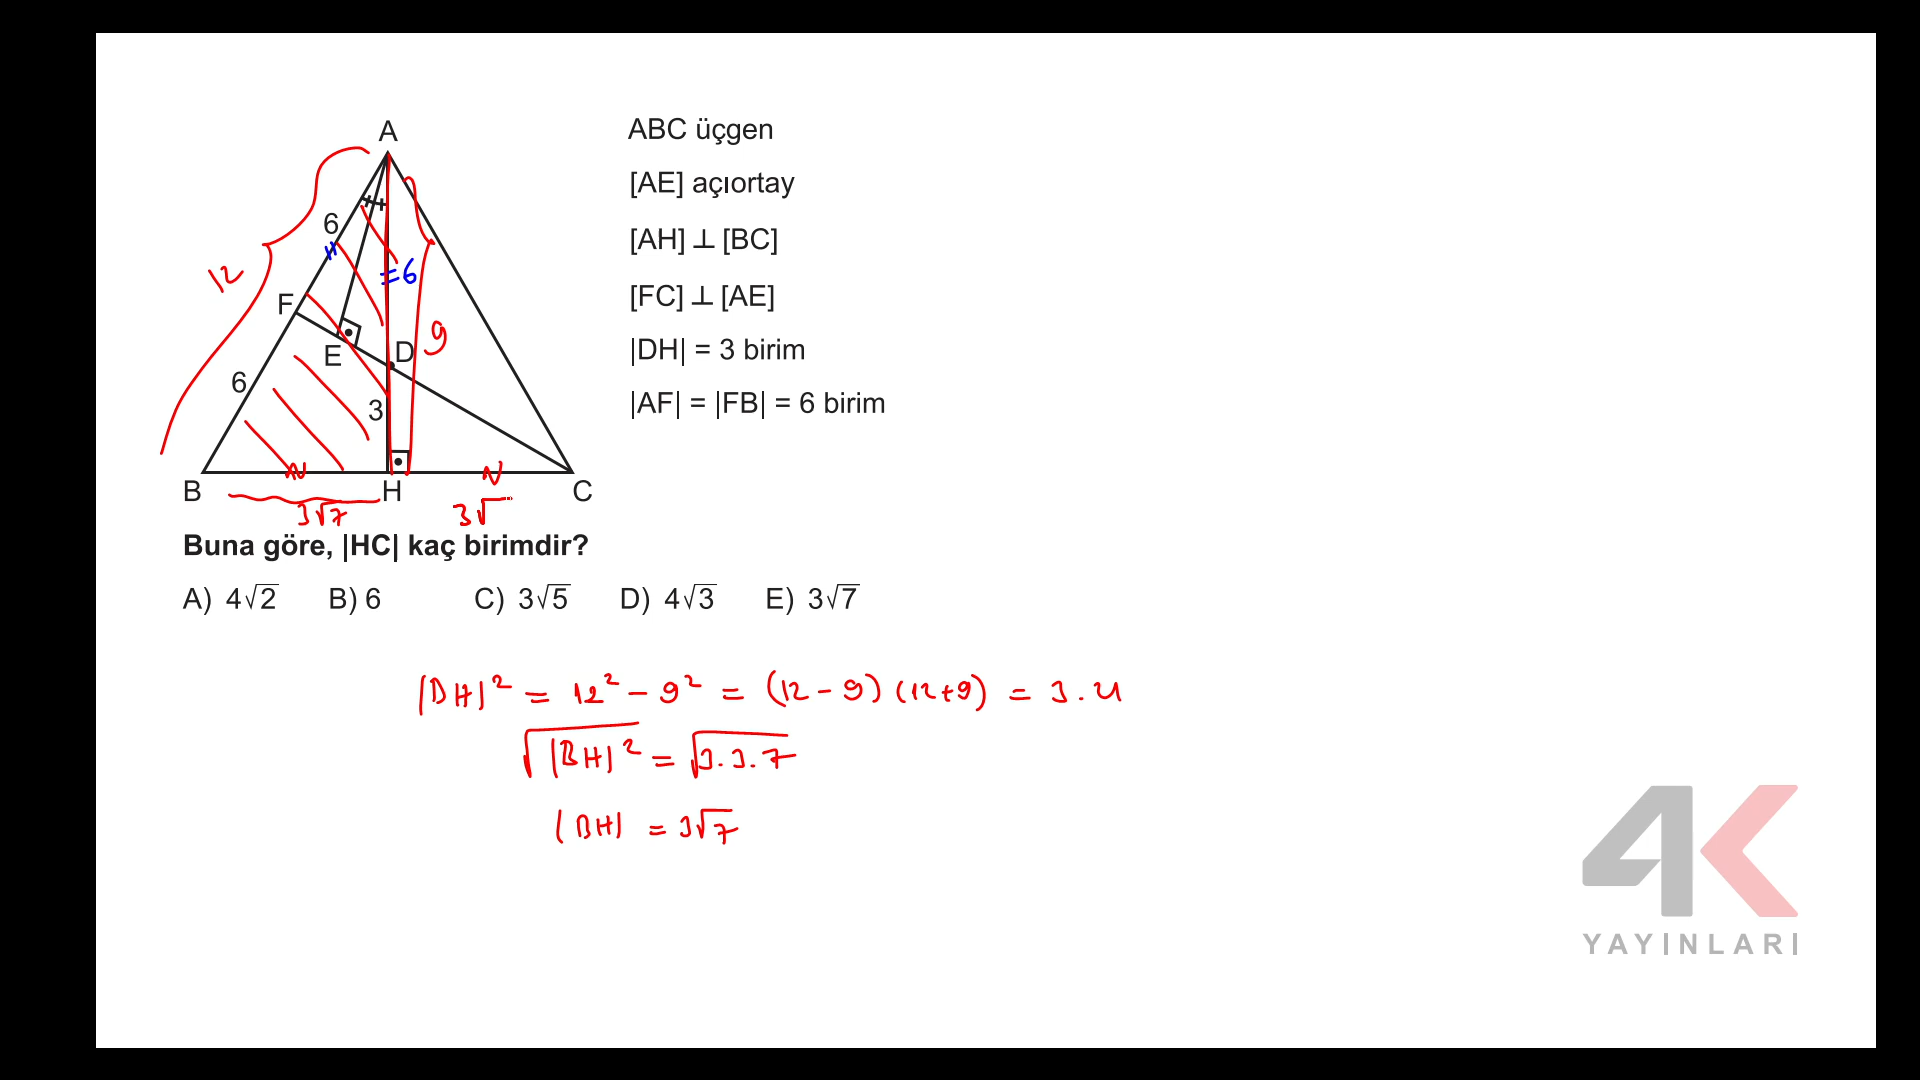 A
ABC üçgen
[AE] açıortay
6
[AH] ⊥ [BC]
=6
12
F
[FC] ⊥ [AE]
9
E
D
|DH| = 3 birim
6
3
|AF| = |FB| = 6 birim
B
H
C
3√7
3√
Buna göre, |HC| kaç birimdir?
A) 4√2 B) 6 C) 3√5 D) 4√3 E) 3√7
|BH|² = 12² - 9² = (12 - 9) (12+9) = 3.21
√|BH|² = √3.3.7
|BH| = 3√7
4K
YAYINLARI